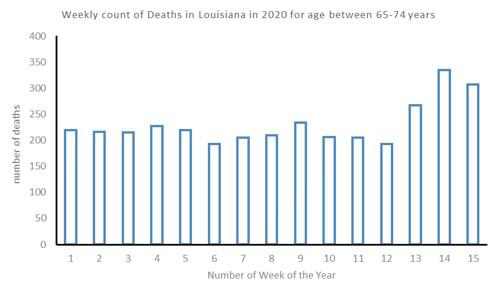 Weekly count of Deaths in Louisiana in 2020 for age between 65-74 years
400
350
300
250
200
150
100
50
0
number of deaths
1 2 3 4 5 6 7 8 9 10 11 12 13 14 15
Number of Week of the Year